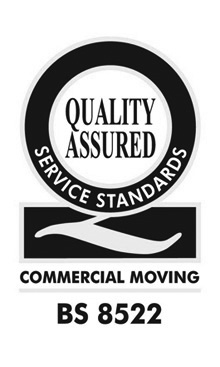 QUALITY
ASSURED
SERVICE STANDARDS
COMMERCIAL MOVING
BS 8522